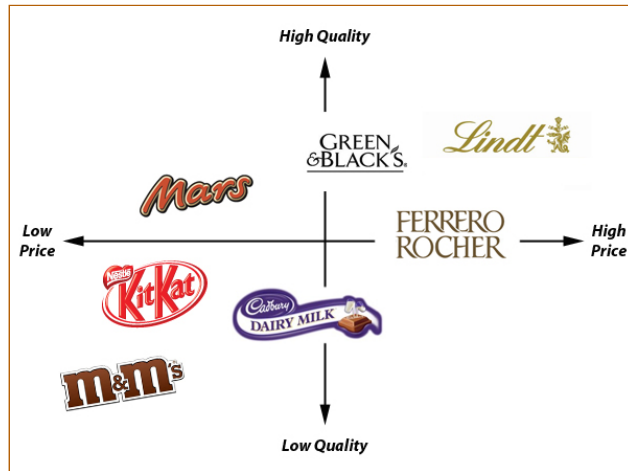 High Quality
GREEN
&BLACK'S®
Lindt
Mars
Low
Price
FERRERO
ROCHER
High
Price
Nestlé
KitKat
Cadbury
DAIRY MILK
m&m's
Low Quality